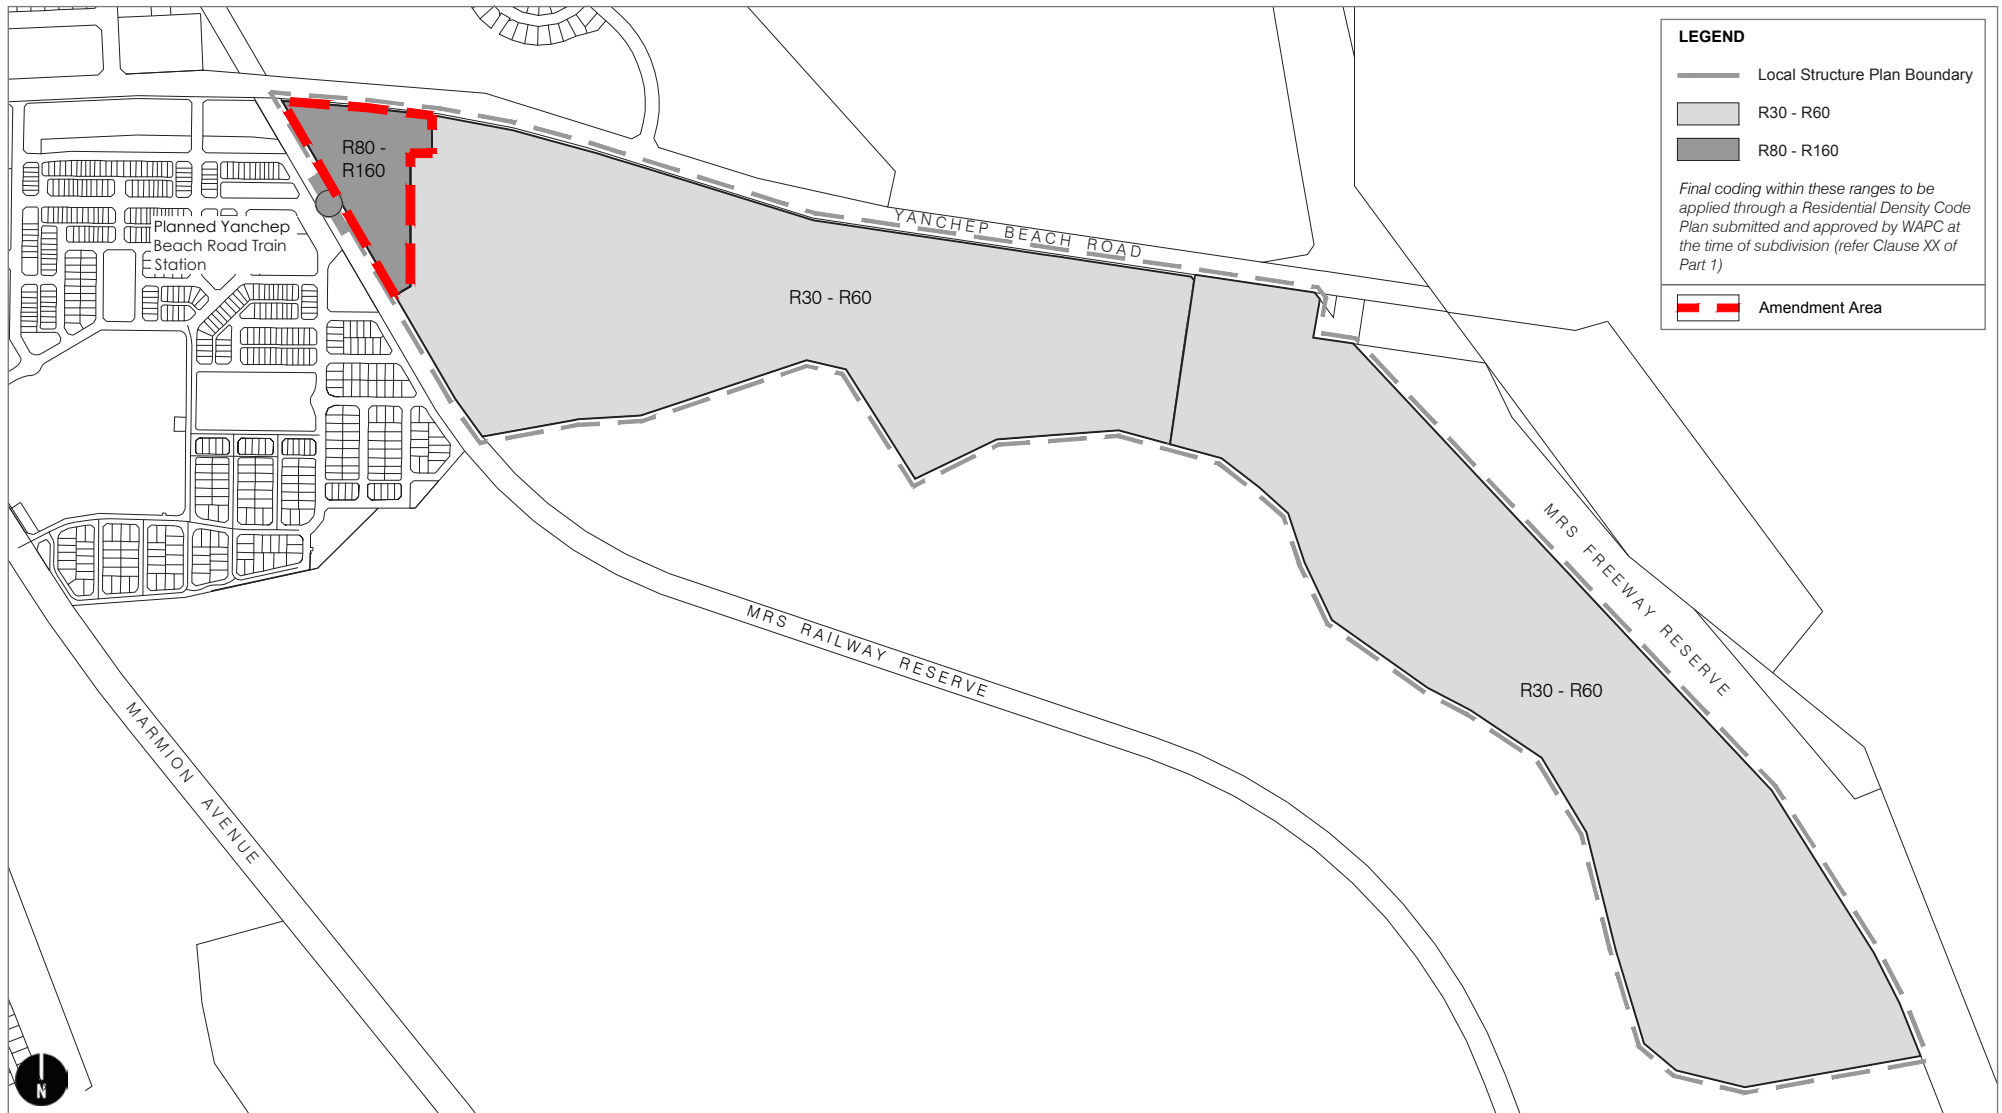 LEGEND
Local Structure Plan Boundary
R30 - R60
R80 - R160
Final coding within these ranges to be
applied through a Residential Density Code
Plan submitted and approved by WAPC at
the time of subdivision (refer Clause XX of
Part 1)
Amendment Area
R80 -
R160
Planned Yanchep
Beach Road Train
Station
YANCHEP BEACH ROAD
R30 - R60
MRS FREEWAY RESERVE
MRS RAILWAY RESERVE
R30 - R60
MARMION AVENUE
N